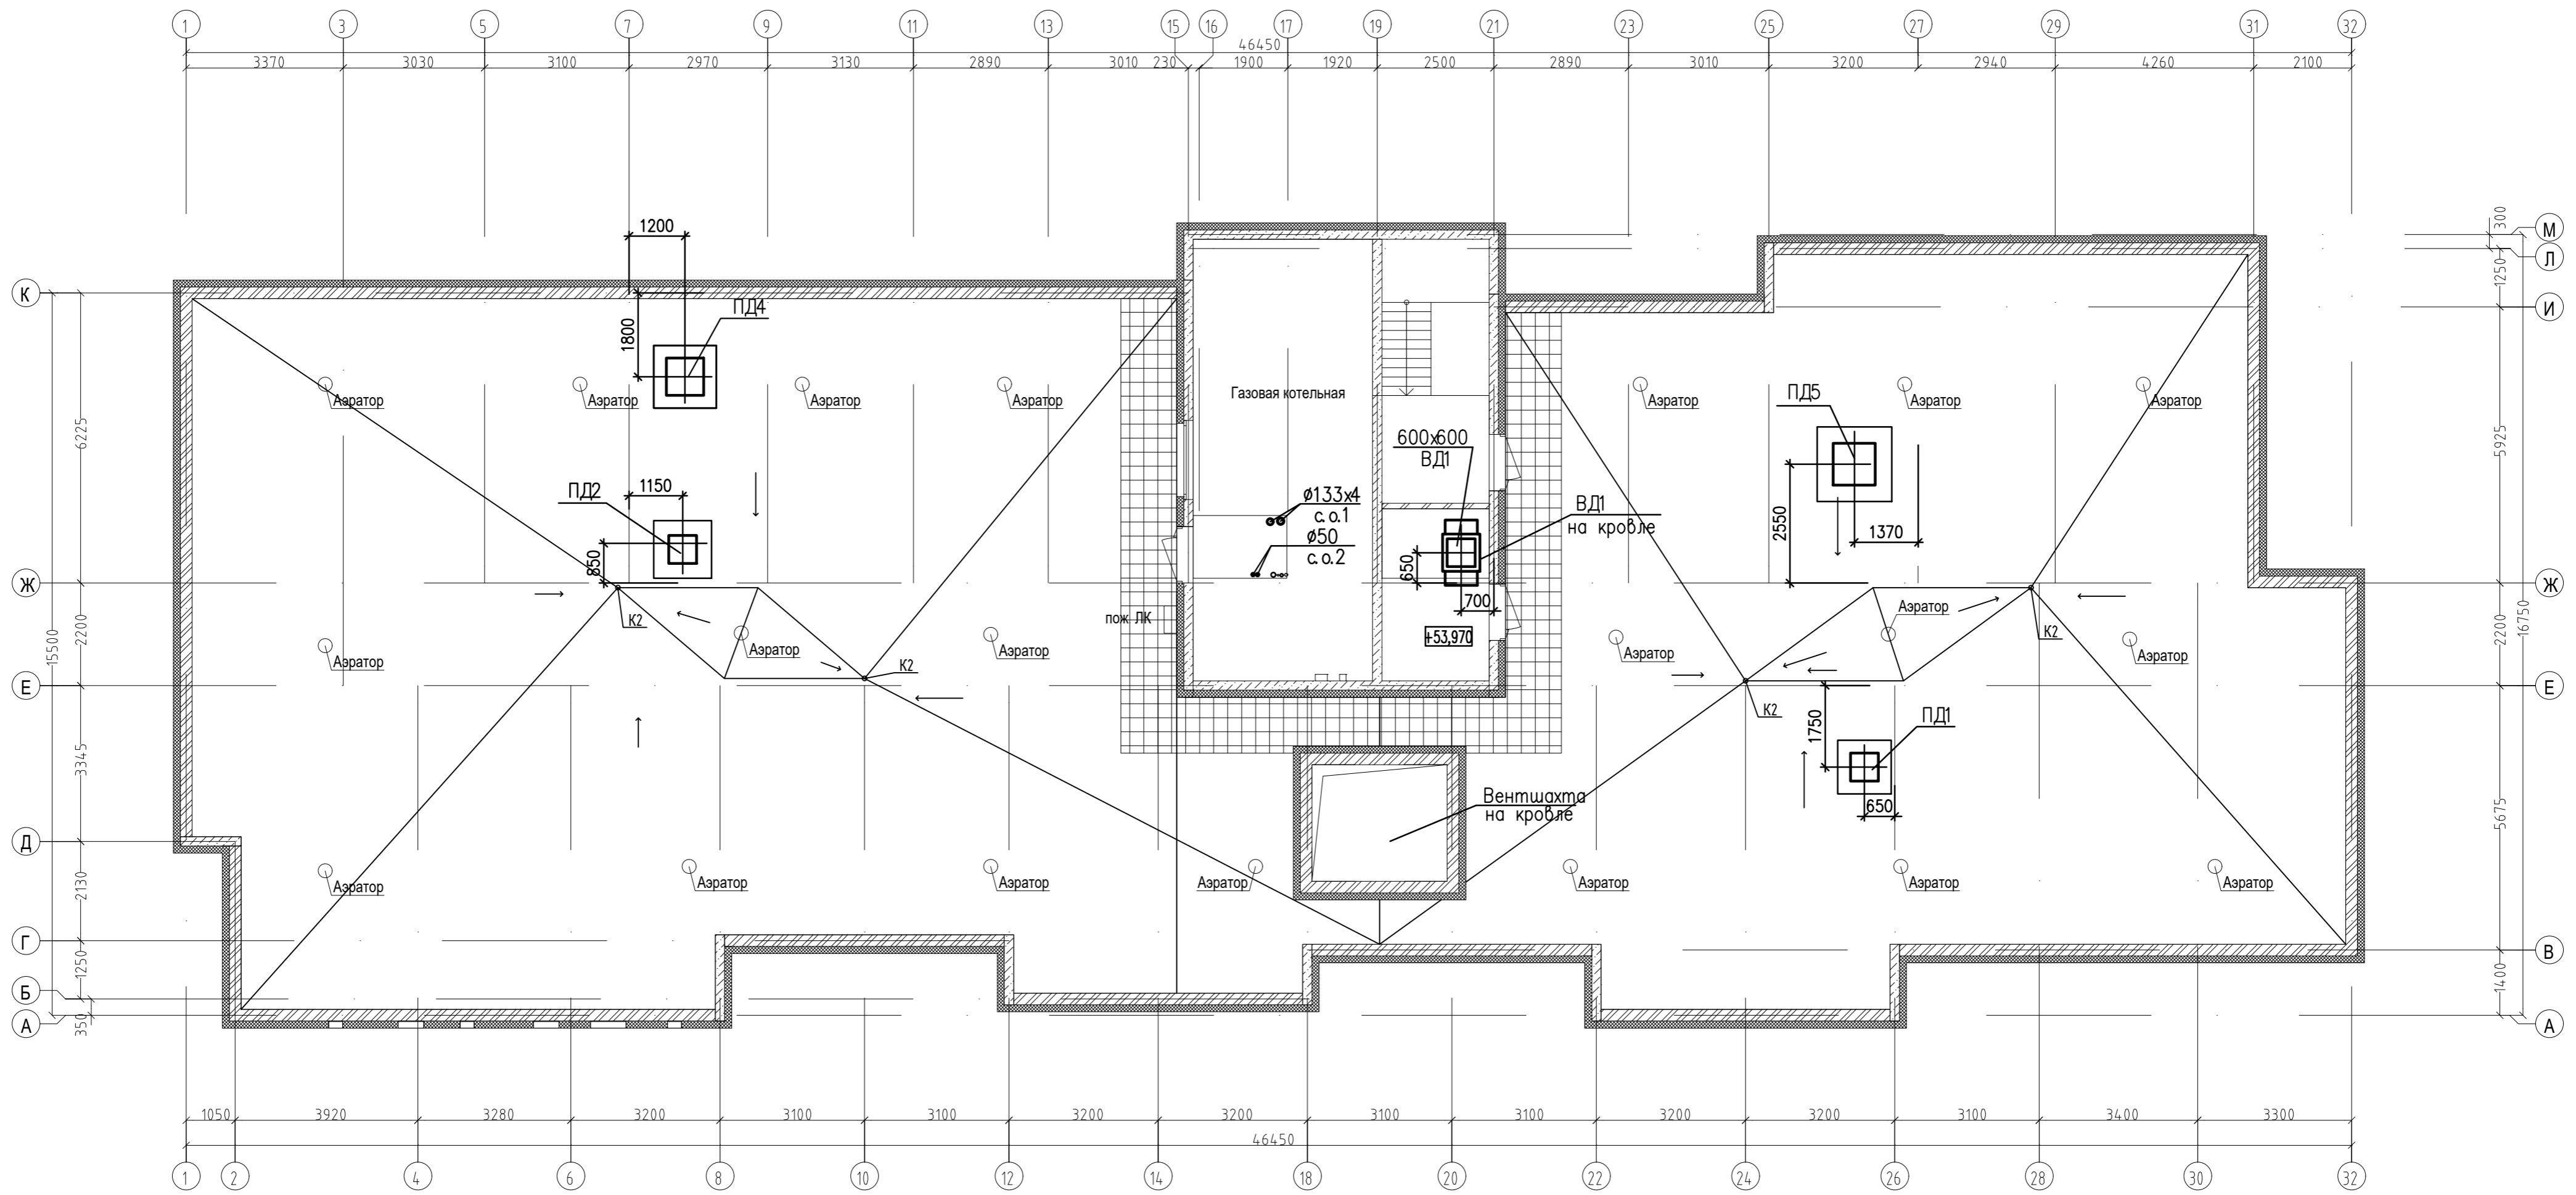 1 3 5 7 9 11 13 15 16 17 19 21 23 25 27 29 31 32
46450
3370 3030 3100 2970 3130 2890 3010 230 1900 1920 2500 2890 3010 3200 2940 4260 2100
1200
300
М
1250
Л
К
И
ПД4
1800
Аэратор Аэратор Аэратор Аэратор
Газовая котельная
ПД5
Аэратор Аэратор Аэратор
6225
5925
600х600
ВД1
1150
ПД2
850
ø133х4
с.о.1
ø50
с.о.2
ВД1
на кровле
650
700
2550
1370
Ж
Ж
К2
пож ЛК
+53,970
Аэратор
К2
15500
2200
2200
16750
Аэратор
Аэратор
Аэратор
К2
Аэратор
Аэратор
Е
Е
К2
1750
ПД1
650
3345
5675
Вентшахта
на кровле
Д
Аэратор Аэратор Аэратор Аэратор Аэратор Аэратор Аэратор
2130
Г
В
1250
1400
Б
350
А
А
1050 3920 3280 3200 3100 3100 3200 3200 3100 3100 3200 3200 3100 3400 3300
46450
1 2 4 6 8 10 12 14 18 20 22 24 26 28 30 32